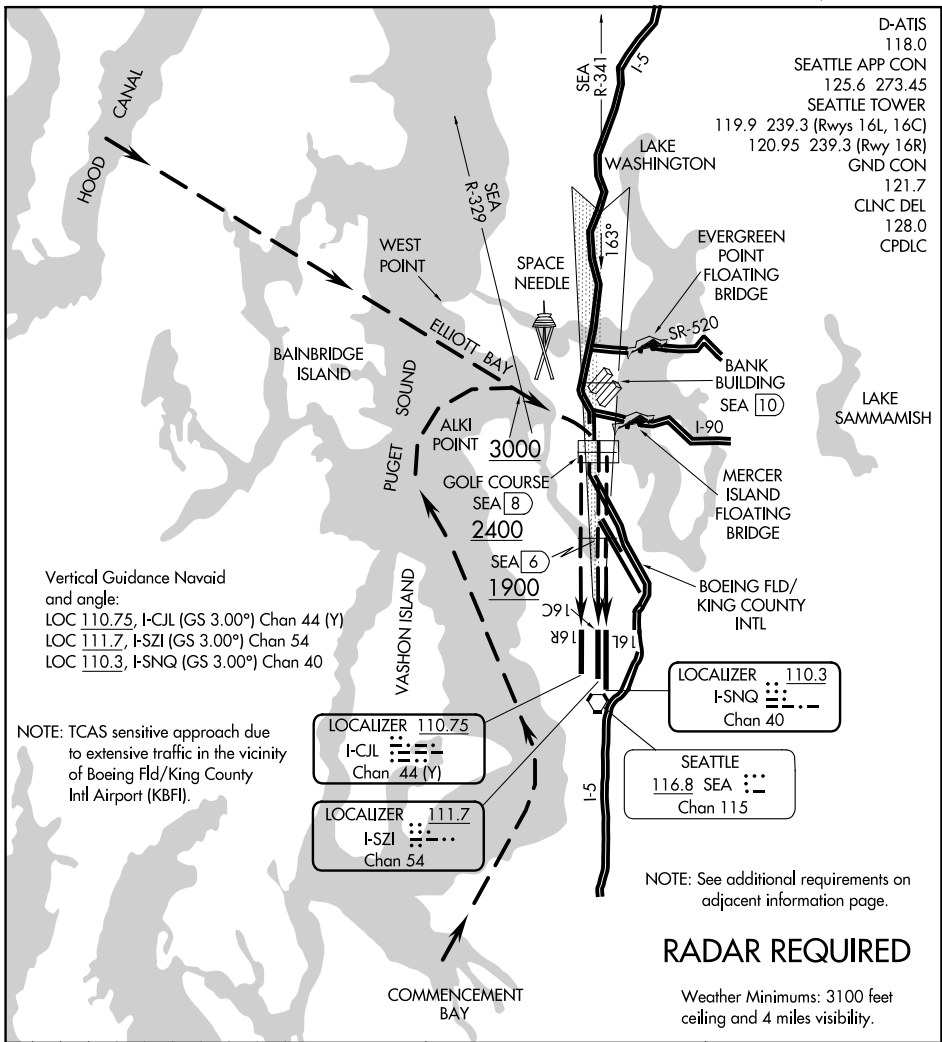 D-ATIS
118.0
SEATTLE APP CON
125.6 273.45
SEATTLE TOWER
119.9 239.3 (Rwys 16L, 16C)
120.95 239.3 (Rwy 16R)
GND CON
121.7
CLNC DEL
128.0
CPDLC
HOOD CANAL
SEA
R-341
I-5
LAKE
WASHINGTON
SEA
R-329
163°
WEST
POINT
SPACE
NEEDLE
EVERGREEN
POINT
FLOATING
BRIDGE
SR-520
ELLIOTT BAY
BAINBRIDGE
ISLAND
BANK
BUILDING
SEA 10
LAKE
SAMMAMISH
PUGET SOUND
ALKI
POINT
3000
I-90
GOLF COURSE
SEA 8
2400
MERCER
ISLAND
FLOATING
BRIDGE
SEA 6
1900
BOEING FLD/
KING COUNTY
INTL
16C
16R
16L
Vertical Guidance Navaid
and angle:
LOC 110.75, I-CJL (GS 3.00°) Chan 44 (Y)
LOC 111.7, I-SZI (GS 3.00°) Chan 54
LOC 110.3, I-SNQ (GS 3.00°) Chan 40
VASHON ISLAND
NOTE: TCAS sensitive approach due
to extensive traffic in the vicinity
of Boeing Fld/King County
Intl Airport (KBFI).
LOCALIZER 110.75
I-CJL
Chan 44 (Y)
LOCALIZER 110.3
I-SNQ
Chan 40
SEATTLE
116.8 SEA
Chan 115
I-5
LOCALIZER 111.7
I-SZI
Chan 54
NOTE: See additional requirements on
adjacent information page.
RADAR REQUIRED
COMMENCEMENT
BAY
Weather Minimums: 3100 feet
ceiling and 4 miles visibility.